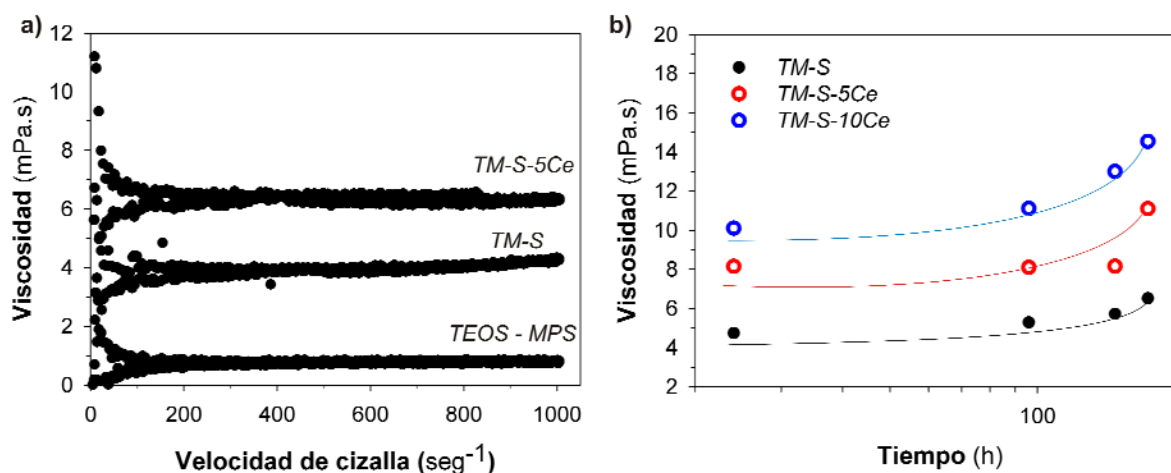 a)
12
10
8
6
4
2
0
Viscosidad (mPa.s)
TM-S-5Ce
TM-S
TEOS - MPS
0 200 400 600 800 1000
Velocidad de cizalla (seg-1)
b)
20
18
16
14
12
10
8
6
4
2
Viscosidad (mPa.s)
TM-S
TM-S-5Ce
TM-S-10Ce
100
Tiempo (h)